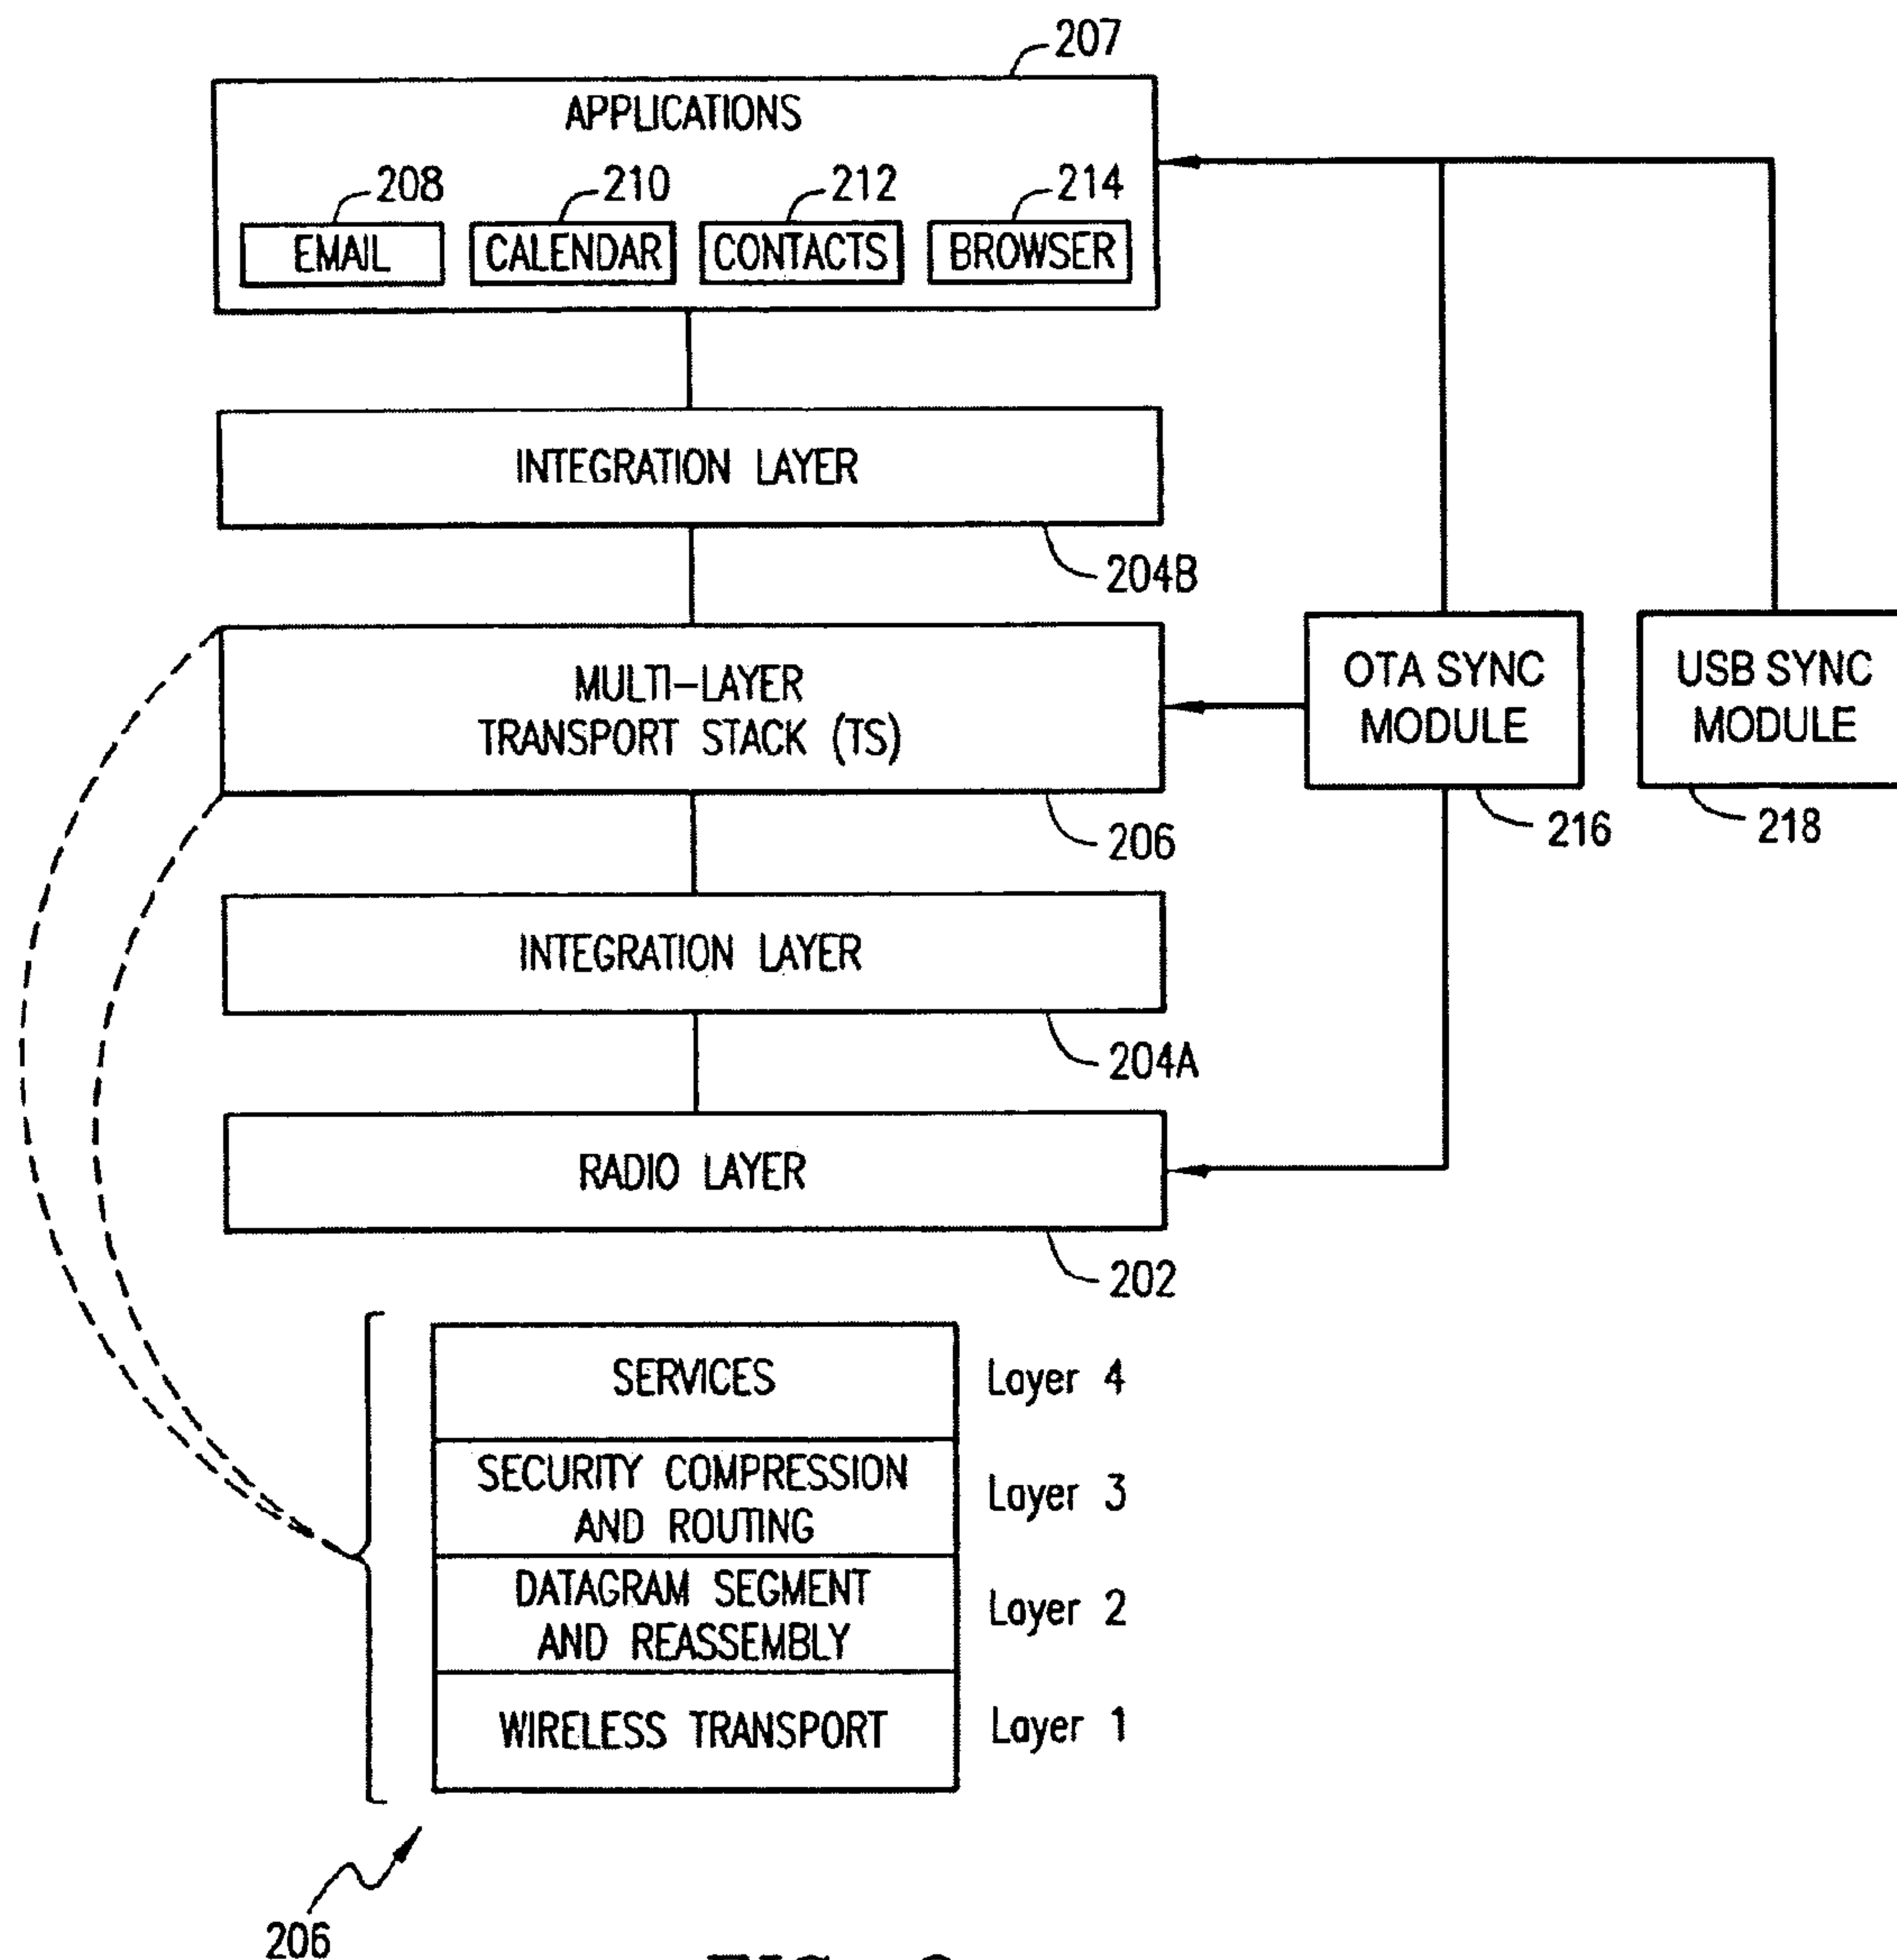 207
APPLICATIONS
208
210
212
214
EMAIL
CALENDAR
CONTACTS
BROWSER
INTEGRATION LAYER
204B
MULTI-LAYER
TRANSPORT STACK (TS)
206
OTA SYNC
MODULE
216
USB SYNC
MODULE
218
INTEGRATION LAYER
204A
RADIO LAYER
202
SERVICES
Layer 4
SECURITY COMPRESSION
AND ROUTING
Layer 3
DATAGRAM SEGMENT
AND REASSEMBLY
Layer 2
WIRELESS TRANSPORT
Layer 1
206